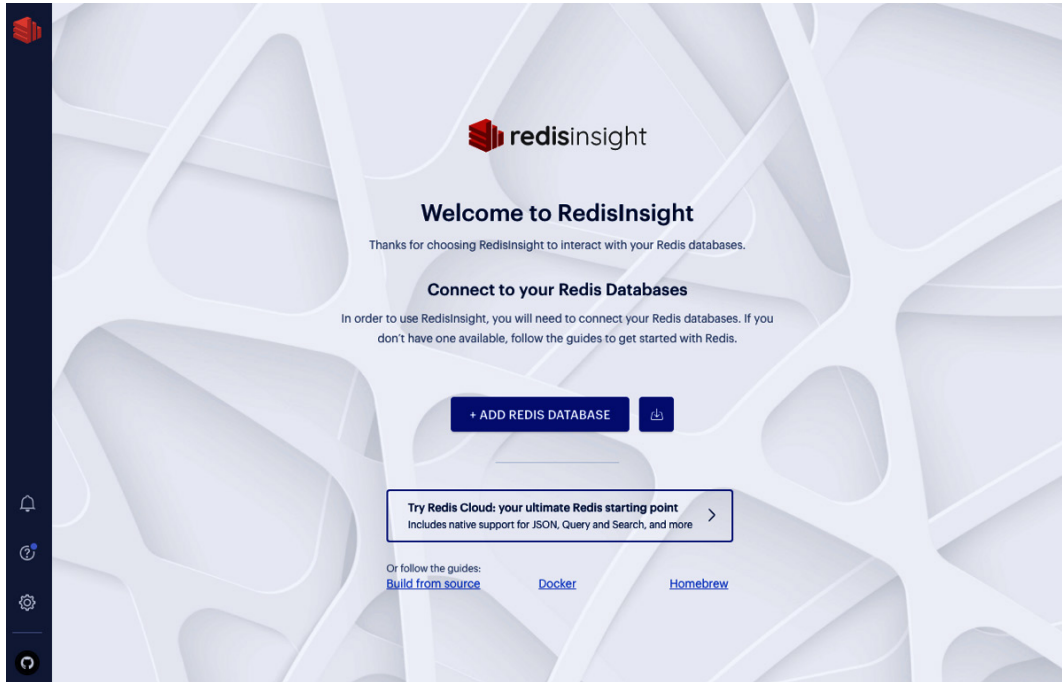 redisinsight
Welcome to RedisInsight
Thanks for choosing RedisInsight to interact with your Redis databases.
Connect to your Redis Databases
In order to use RedisInsight, you will need to connect your Redis databases. If you
don't have one available, follow the guides to get started with Redis.
+ ADD REDIS DATABASE
Try Redis Cloud: your ultimate Redis starting point
Includes native support for JSON, Query and Search, and more
Or follow the guides:
Build from source Docker Homebrew